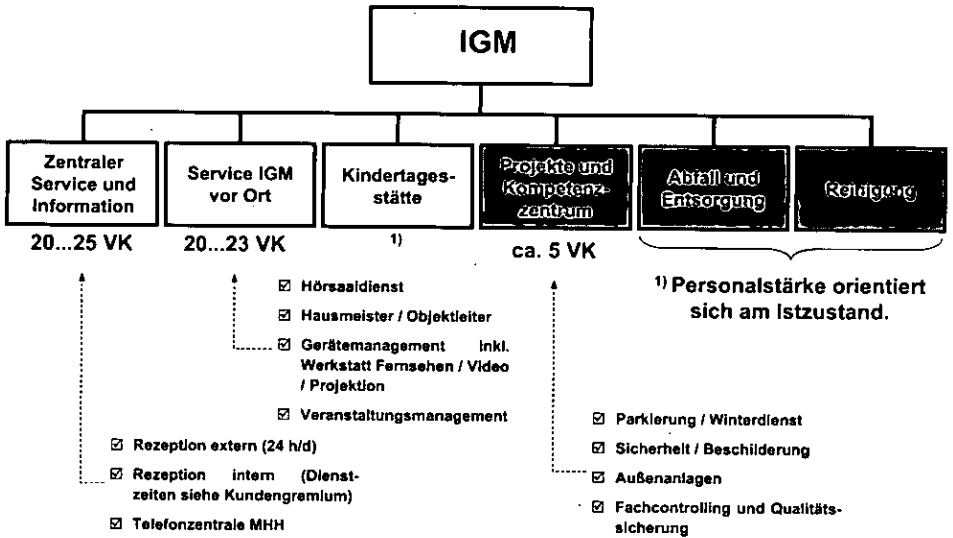 IGM
Zentraler
Service und
Information
Service IGM
vor Ort
Kindertages-
stätte
Projekte und
Kompetenz-
zentrum
Abfall und
Entsorgung
Reinigung
20...25 VK
20...23 VK
1)
ca. 5 VK
1) Personalstärke orientiert
sich am Istzustand.
☑ Hörsaaldienst
☑ Hausmeister / Objektleiter
☑ Gerätemanagement inkl.
Werkstatt Fernsehen / Video
/ Projektion
☑ Veranstaltungsmanagement
☑ Rezeption extern (24 h/d)
☑ Rezeption intern (Dienst-
zeiten siehe Kundengremium)
☑ Telefonzentrale MHH
☑ Parkierung / Winterdienst
☑ Sicherheit / Beschilderung
☑ Außenanlagen
☑ Fachcontrolling und Qualitäts-
sicherung